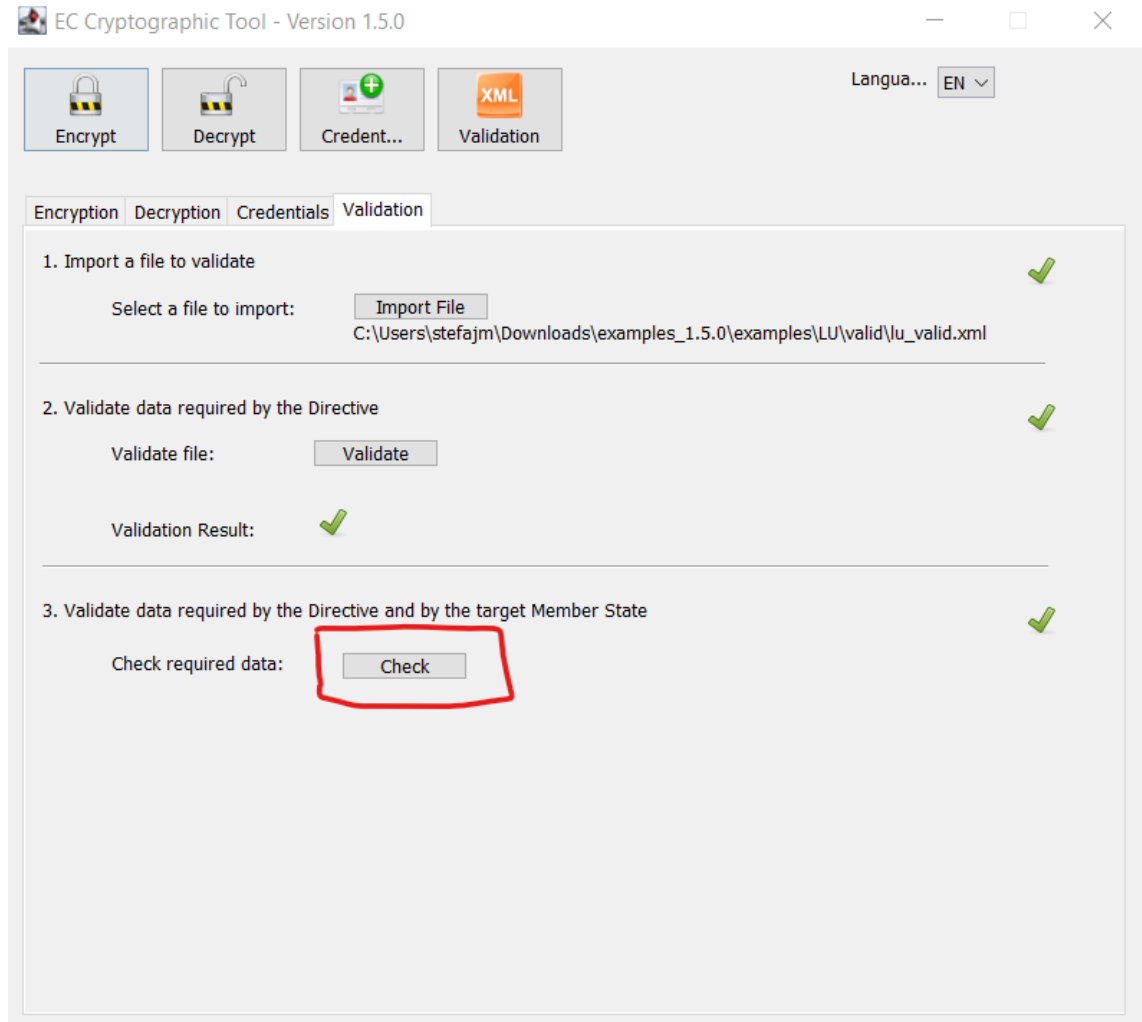 EC Cryptographic Tool - Version 1.5.0
Langua... EN
Encrypt Decrypt Credent... XML Validation
Encryption Decryption Credentials Validation
1. Import a file to validate
Select a file to import: Import File
C:\Users\stefajm\Downloads\examples_1.5.0\examples\LU\valid\lu_valid.xml
2. Validate data required by the Directive
Validate file: Validate
Validation Result:
3. Validate data required by the Directive and by the target Member State
Check required data: Check